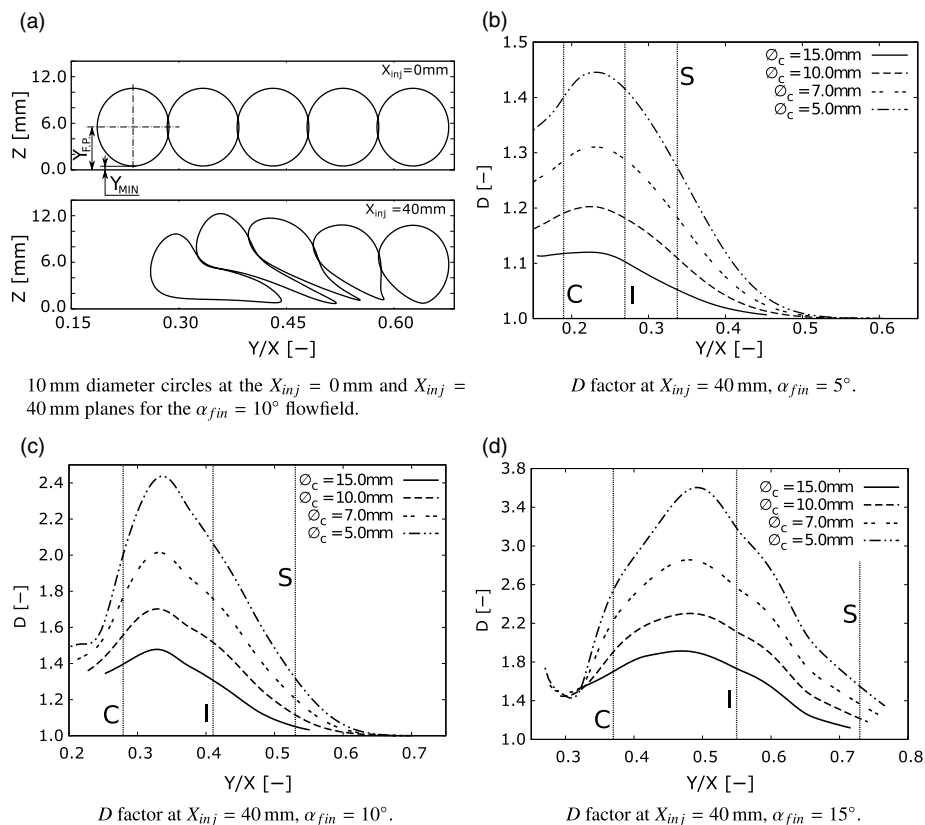 (a)
X_inj=0mm
12.0
6.0
0.0
Z [mm]
Y_F.P.
Y_MIN
X_inj=40mm
12.0
6.0
0.0
Z [mm]
0.15 0.30 0.45 0.60
Y/X [−]
10 mm diameter circles at the X_inj = 0 mm and X_inj =
40 mm planes for the α_fin = 10° flowfield.
(b)
1.5
1.4
1.3
1.2
1.1
1.0
D [−]
∅_c=15.0mm
∅_c=10.0mm
∅_c=7.0mm
∅_c=5.0mm
S
C
I
0.2 0.3 0.4 0.5 0.6
Y/X [−]
D factor at X_inj = 40 mm, α_fin = 5°.
(c)
2.4
2.2
2.0
1.8
1.6
1.4
1.2
1.0
D [−]
∅_c=15.0mm
∅_c=10.0mm
∅_c=7.0mm
∅_c=5.0mm
S
C
I
0.2 0.3 0.4 0.5 0.6 0.7
Y/X [−]
D factor at X_inj = 40 mm, α_fin = 10°.
(d)
3.8
3.4
3.0
2.6
2.2
1.8
1.4
1.0
D [−]
∅_c=15.0mm
∅_c=10.0mm
∅_c=7.0mm
∅_c=5.0mm
S
C
I
0.3 0.4 0.5 0.6 0.7 0.8
Y/X [−]
D factor at X_inj = 40 mm, α_fin = 15°.